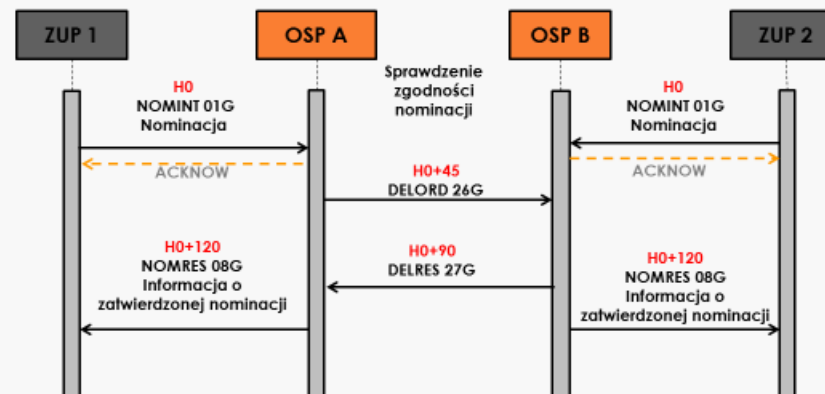 ZUP 1
OSP A
OSP B
ZUP 2
Sprawdzenie
zgodności
nominacji
H0
NOMINT 01G
Nominacja
ACKNOW
H0
NOMINT 01G
Nominacja
ACKNOW
H0+45
DELORD 26G
H0+90
DELRES 27G
H0+120
NOMRES 08G
Informacja o
zatwierdzonej nominacji
H0+120
NOMRES 08G
Informacja o
zatwierdzonej nominacji